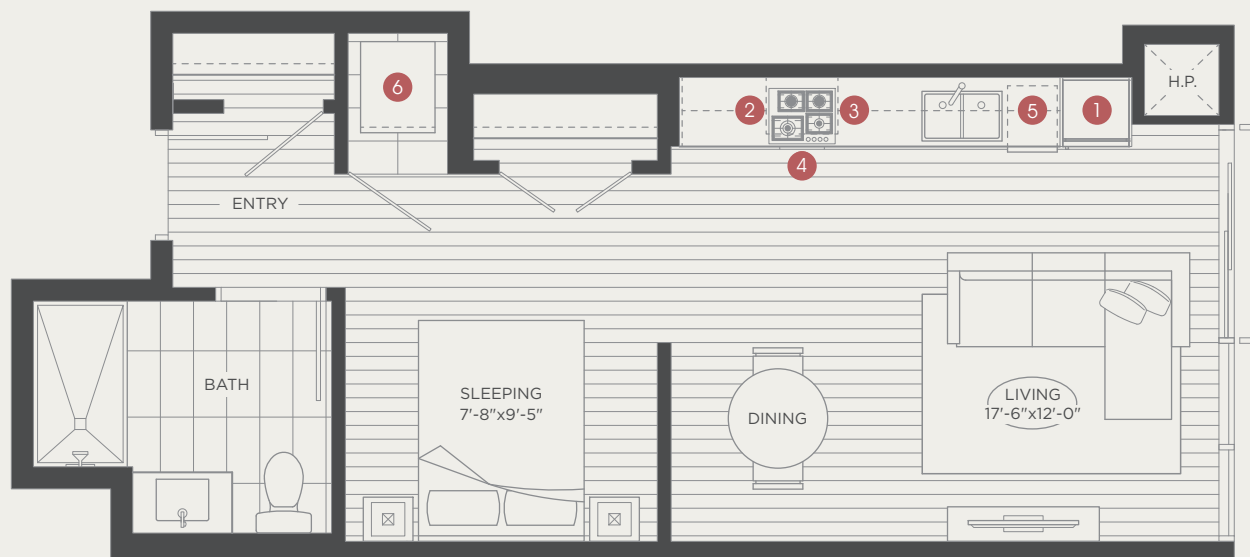 H.P.
6
2
3
5
1
4
ENTRY
BATH
SLEEPING
7'-8"x9'-5"
DINING
LIVING
17'-6"x12'-0"